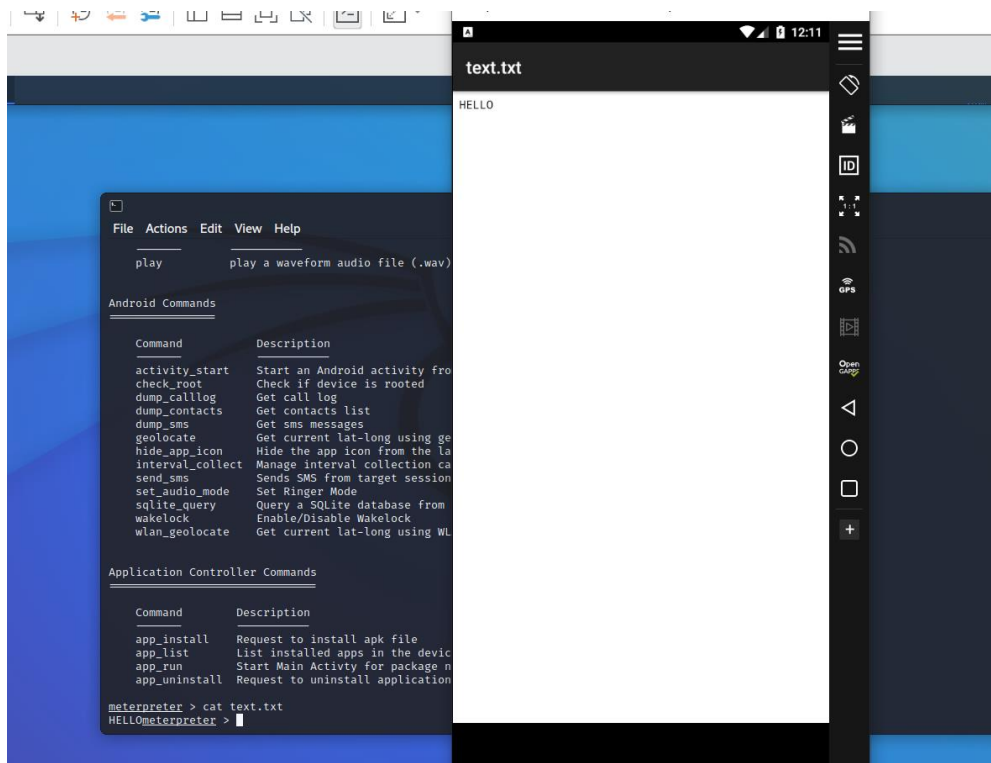 File Actions Edit View Help
play play a waveform audio file (.wav)
Android Commands
Command Description
activity_start Start an Android activity
check_root Check if device is rooted
dump_calllog Get call log
dump_contacts Get contacts list
dump_sms Get sms messages
geolocate Get current lat-long using
hide_app_icon Hide the app icon from the
interval_collect Manage interval collection
send_sms Sends SMS from target session
set_audio_mode Set Ringer Mode
sqlite_query Query a SQLite database from
wakelock Enable/Disable Wakelock
wlan_geolocate Get current lat-long using
Application Controller Commands
Command Description
app_install Request to install apk file
app_list List installed apps in the
app_run Start Main Activty for package
app_uninstall Request to uninstall application
meterpreter > cat text.txt
HELLOmeterpreter >
A
12:11
text.txt
HELLO
ID
1:1
GPS
Open
GAPPS